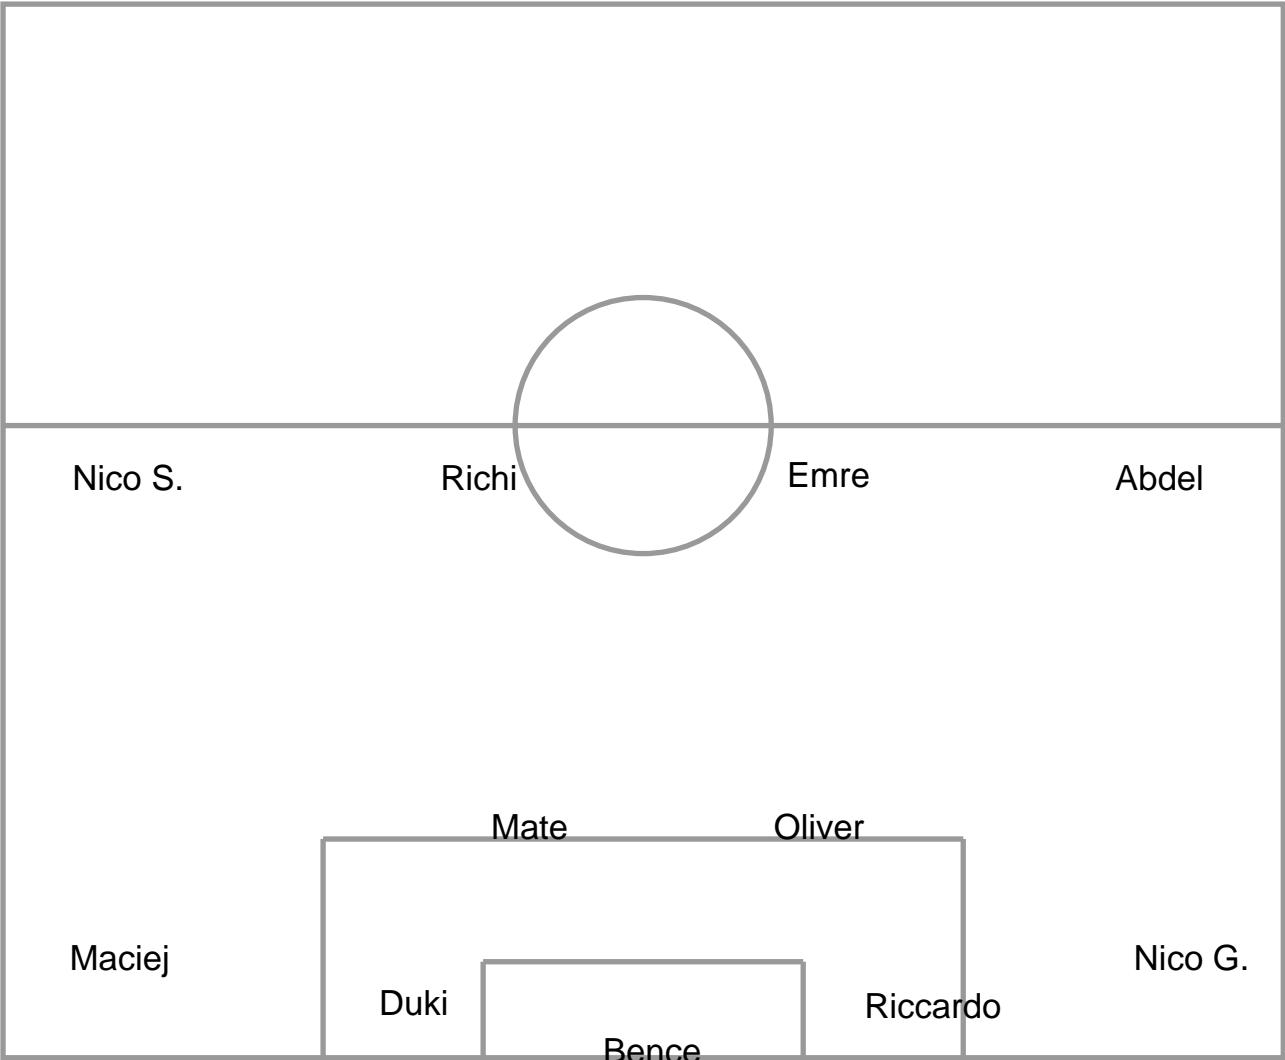 Nico S.
Richi
Emre
Abdel
Mate
Oliver
Maciej
Nico G.
Duki
Riccardo
Bence